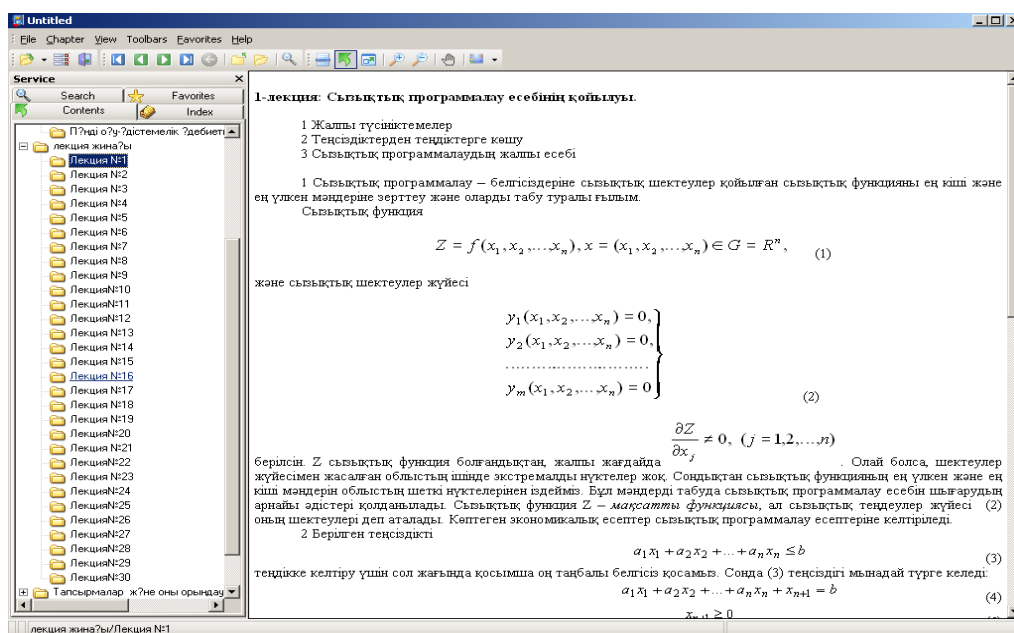 Untitled
File Chapter View Toolbars Favorites Help
Service
Search Favorites
Contents Index
П?нді о?у-?дістемелік ?дебиет
лекция жина?ы
Лекция №1
Лекция №2
Лекция №3
Лекция №4
Лекция №5
Лекция №6
Лекция №7
Лекция №8
Лекция №9
Лекция№10
Лекция№11
Лекция№12
Лекция №13
Лекция №14
Лекция №15
Лекция №16
Лекция №17
Лекция №18
Лекция №19
Лекция№20
Лекция №21
Лекция№22
Лекция №23
Лекция№24
Лекция№25
Лекция№26
Лекция№27
Лекция№28
Лекция№29
Лекция№30
Тапсырмалар ж?не оны орындау
лекция жина?ы/Лекция №1
1-лекция: Сызықтық программалау есебінің қойылуы.
1 Жалпы түсініктемелер
2 Теңсіздіктерден теңдіктерге көшу
3 Сызықтық программалаудың жалпы есебі
1 Сызықтық программалау – белгісіздеріне сызықтық шектеулер қойылған сызықтық функцияны ең кіші және
ең үлкен мәндеріне зерттеу және оларды табу туралы ғылым.
Сызықтық функция
Z = f(x₁,x₂,...,xₙ), x = (x₁,x₂,...,xₙ) ∈ G = Rⁿ, (1)
және сызықтық шектеулер жүйесі
y₁(x₁,x₂,...,xₙ) = 0,
y₂(x₁,x₂,...,xₙ) = 0,
..............................
yₘ(x₁,x₂,...,xₙ) = 0 (2)
∂Z/∂xⱼ ≠ 0, (j = 1,2,...,n)
берілсін. Z сызықтық функция болғандықтан, жалпы жағдайда . Олай болса, шектеулер
жүйесімен жасалған облыстың ішінде экстремалды нүктелер жоқ. Сондықтан сызықтық функцияның ең үлкен және ең
кіші мәндерін облыстың шеткі нүктелерінен іздейміз. Бұл мәндерді табуда сызықтық программалау есебін шығарудың
арнайы әдістері қолданылады. Сызықтық функция Z – мақсатты функциясы, ал сызықтық теңдеулер жүйесі (2)
оның шектеулері деп аталады. Көптеген экономикалық есептер сызықтық программалау есептеріне келтіріледі.
2 Берілген теңсіздікті
a₁x₁ + a₂x₂ + ... + aₙxₙ ≤ b (3)
теңдікке келтіру үшін сол жағында қосымша оң таңбалы белгісіз қосамыз. Сонда (3) теңсіздігі мынадай түрге келеді:
a₁x₁ + a₂x₂ + ... + aₙxₙ + xₙ₊₁ = b (4)
xₙ₊₁ ≥ 0